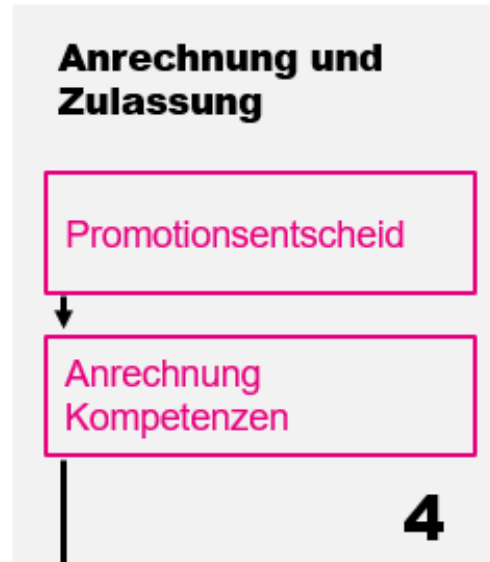 Anrechnung und
Zulassung
Promotionsentscheid
Anrechnung
Kompetenzen
4